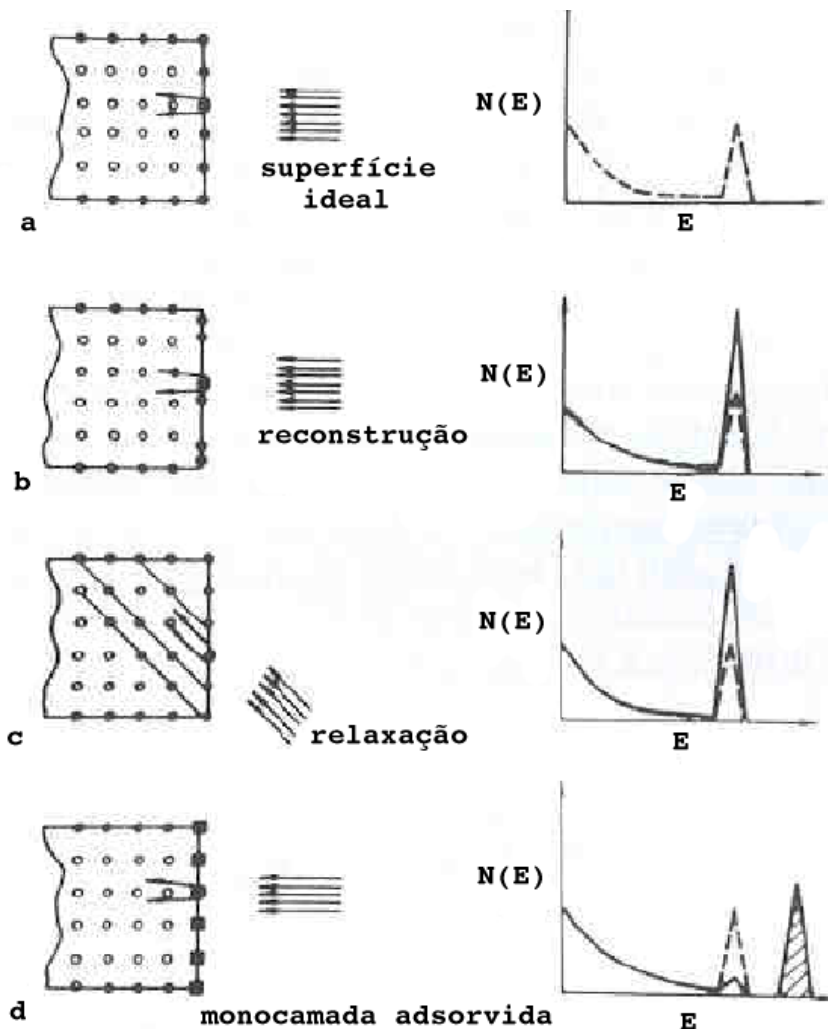 N(E)
superfície
ideal
a
E
N(E)
reconstrução
b
E
N(E)
c
relaxação
E
N(E)
d
monocamada adsorvida
E